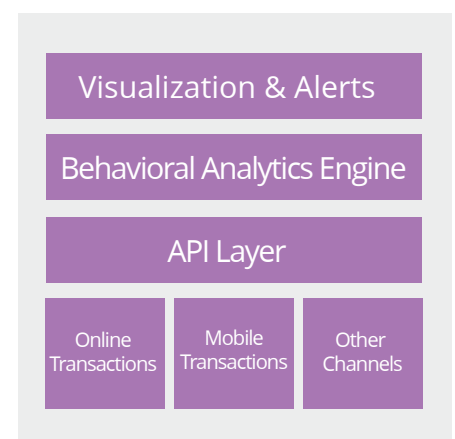 Visualization & Alerts
Behavioral Analytics Engine
API Layer
Online
Transactions
Mobile
Transactions
Other
Channels